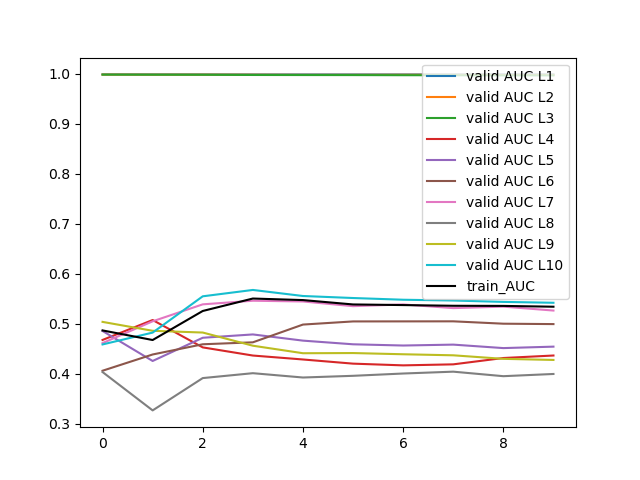 1.0
0.9
0.8
0.7
0.6
0.5
0.4
0.3
0
2
4
6
8
valid AUC L1
valid AUC L2
valid AUC L3
valid AUC L4
valid AUC L5
valid AUC L6
valid AUC L7
valid AUC L8
valid AUC L9
valid AUC L10
train_AUC